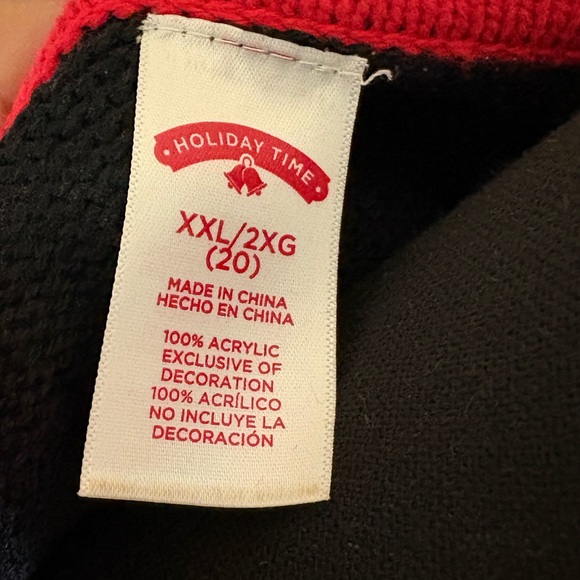 · HOLIDAY TIME ·
XXL/2XG
(20)
MADE IN CHINA
HECHO EN CHINA
100% ACRYLIC
EXCLUSIVE OF
DECORATION
100% ACRÍLICO
NO INCLUYE LA
DECORACIÓN